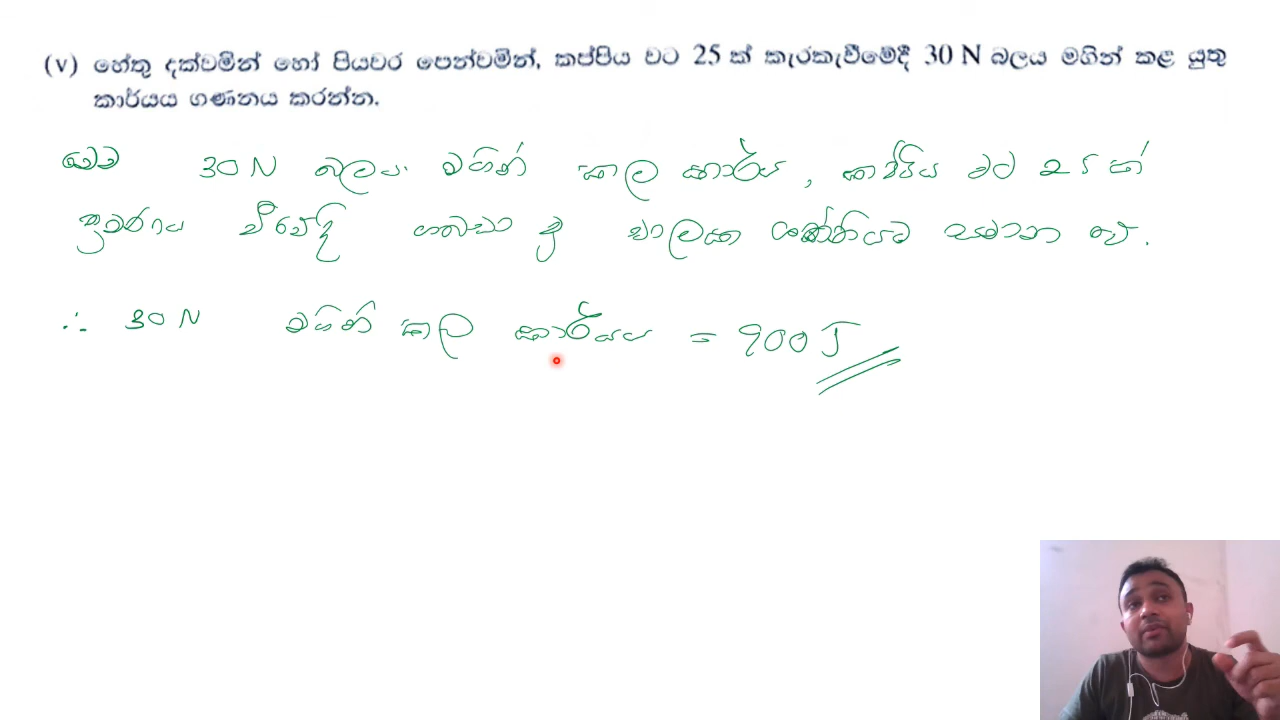 (v) හේතු දක්වමින් හෝ පියවර පෙන්වමින්, කප්පිය වට 25 ක් කැරකැවීමේදී 30 N බලය මගින් කළ යුතු
කාර්යය ගණනය කරන්න.
30 N බලය මගින් කල කාර්ය, කප්පිය වට 25 ක්
භ්‍රමණය වීමේදි ගබඩා වූ චාලක ශක්තියට සමාන වේ.
∴ 30 N මගින් කල කාර්යය = 900 J